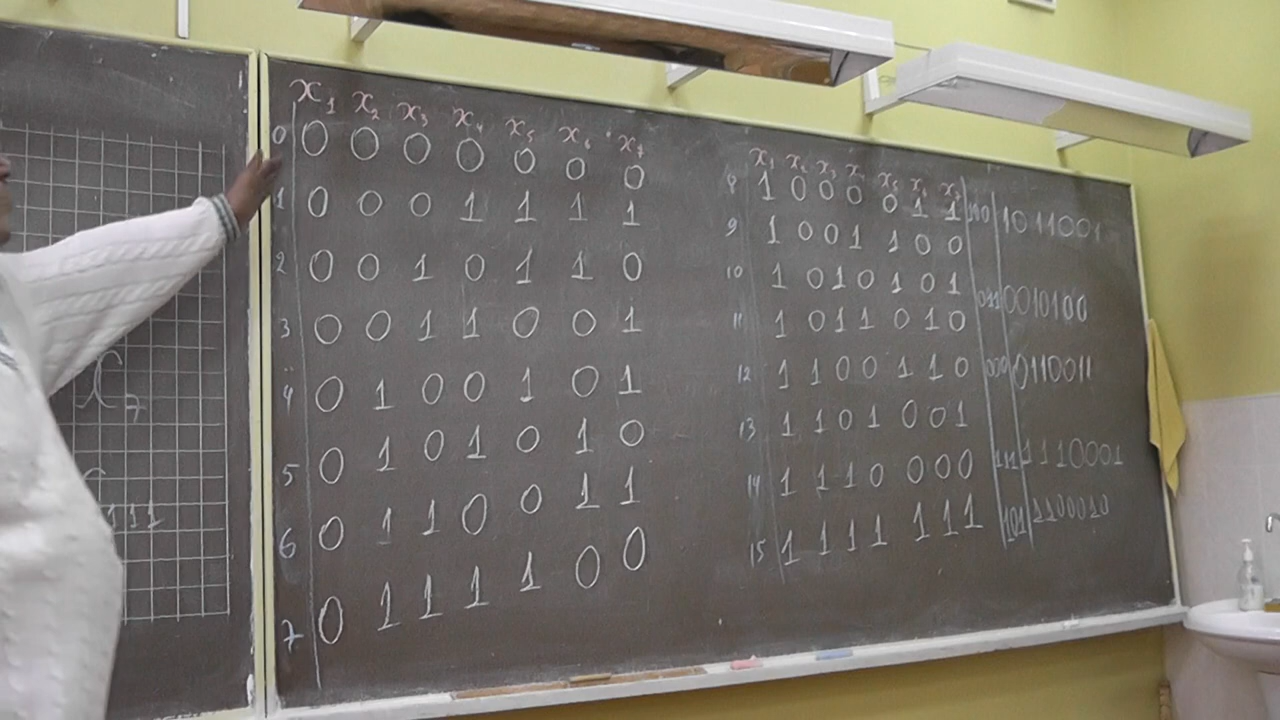 x₁ x₂ x₃ x₄ x₅ x₆ x₇
0 0 0 0 0 0 0 0
1 0 0 0 1 1 1 1
2 0 0 1 0 1 1 0
3 0 0 1 1 0 0 1
4 0 1 0 0 1 0 1
5 0 1 0 1 0 1 0
6 0 1 1 0 0 1 1
7 0 1 1 1 1 0 0
x₁ x₂ x₃ x₄ x₅ x₆ x₇
8 1 0 0 0 0 1 1 100 1011001
9 1 0 0 1 1 0 0
10 1 0 1 0 1 0 1 011 0010100
11 1 0 1 1 0 1 0
12 1 1 0 0 1 1 0 000 0110011
13 1 1 0 1 0 0 1
14 1 1 1 0 0 0 0 111 1110001
15 1 1 1 1 1 1 1 101 1100010
7
111